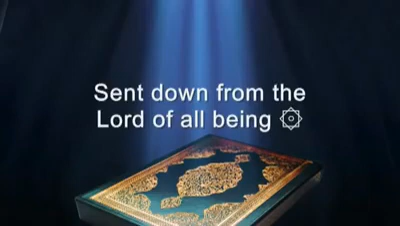 Sent down from the
Lord of all being ۞